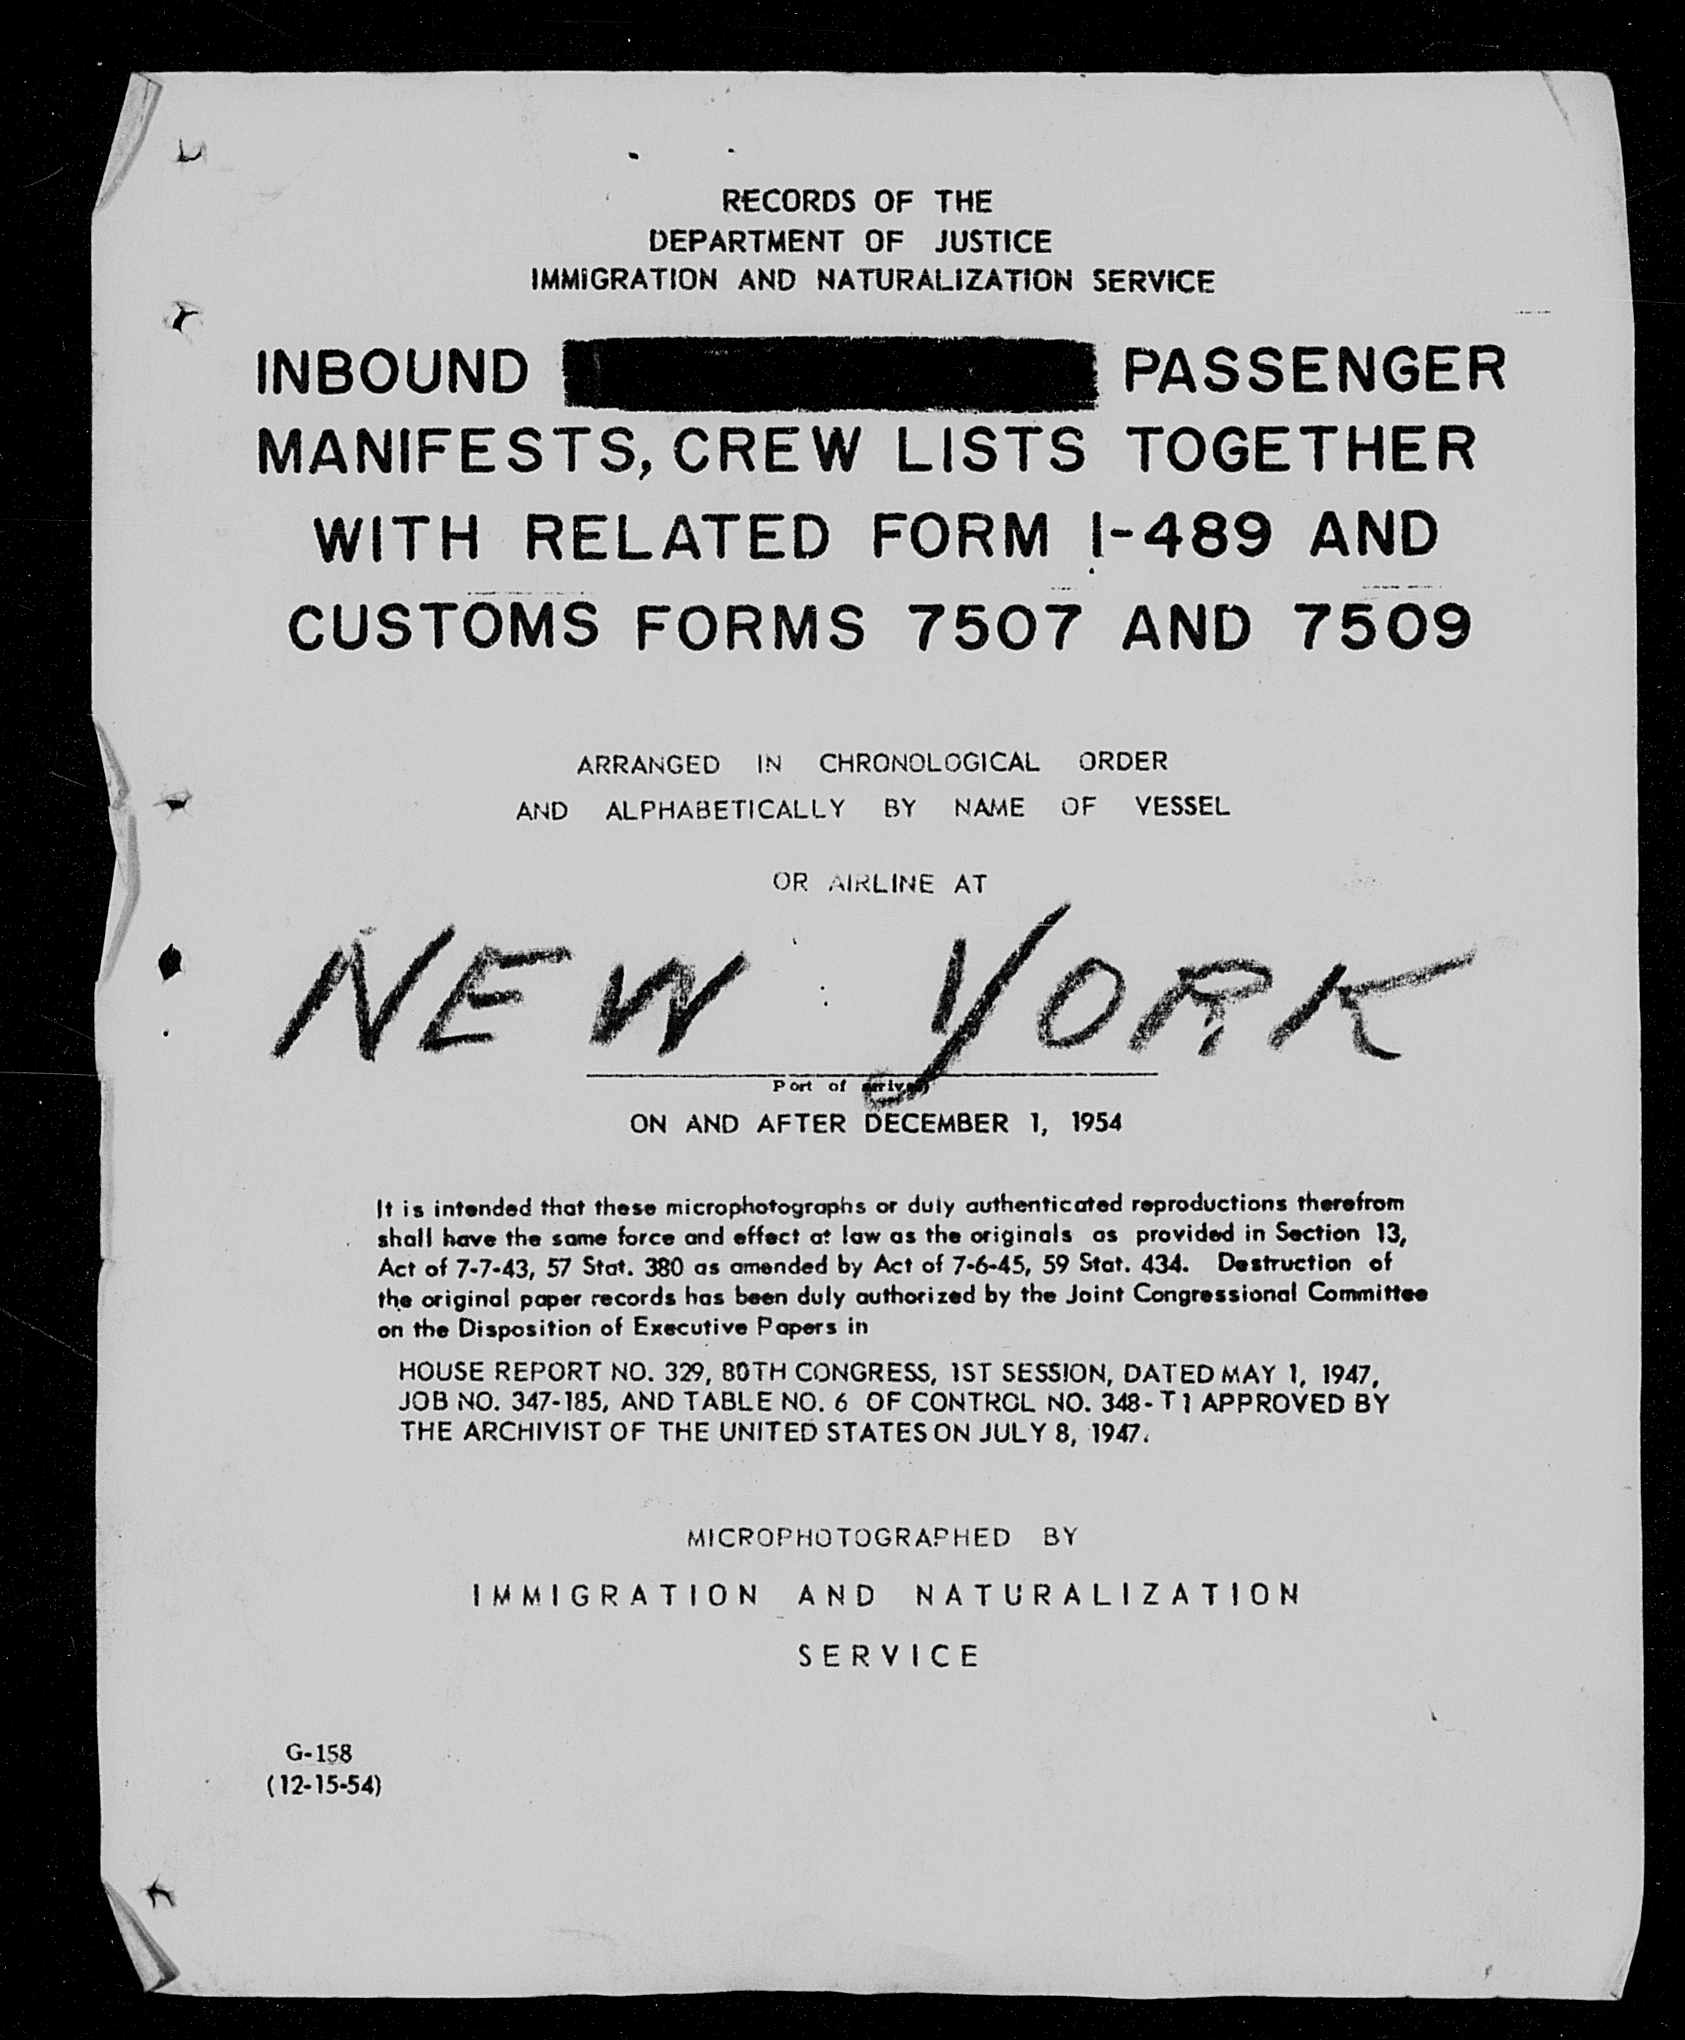 RECORDS OF THE
DEPARTMENT OF JUSTICE
IMMIGRATION AND NATURALIZATION SERVICE
INBOUND PASSENGER
MANIFESTS, CREW LISTS TOGETHER
WITH RELATED FORM I-489 AND
CUSTOMS FORMS 7507 AND 7509
ARRANGED IN CHRONOLOGICAL ORDER
AND ALPHABETICALLY BY NAME OF VESSEL
OR AIRLINE AT
NEW YORK
Port of
ON AND AFTER DECEMBER 1, 1954
It is intended that these microphotographs or duly authenticated reproductions therefrom
shall have the same force and effect at law as the originals as provided in Section 13,
Act of 7-7-43, 57 Stat. 380 as amended by Act of 7-6-45, 59 Stat. 434. Destruction of
the original paper records has been duly authorized by the Joint Congressional Committee
on the Disposition of Executive Papers in
HOUSE REPORT NO. 329, 80TH CONGRESS, 1ST SESSION, DATED MAY 1, 1947,
JOB NO. 347-185, AND TABLE NO. 6 OF CONTROL NO. 348-T1 APPROVED BY
THE ARCHIVIST OF THE UNITED STATES ON JULY 8, 1947.
MICROPHOTOGRAPHED BY
IMMIGRATION AND NATURALIZATION
SERVICE
G-158
(12-15-54)